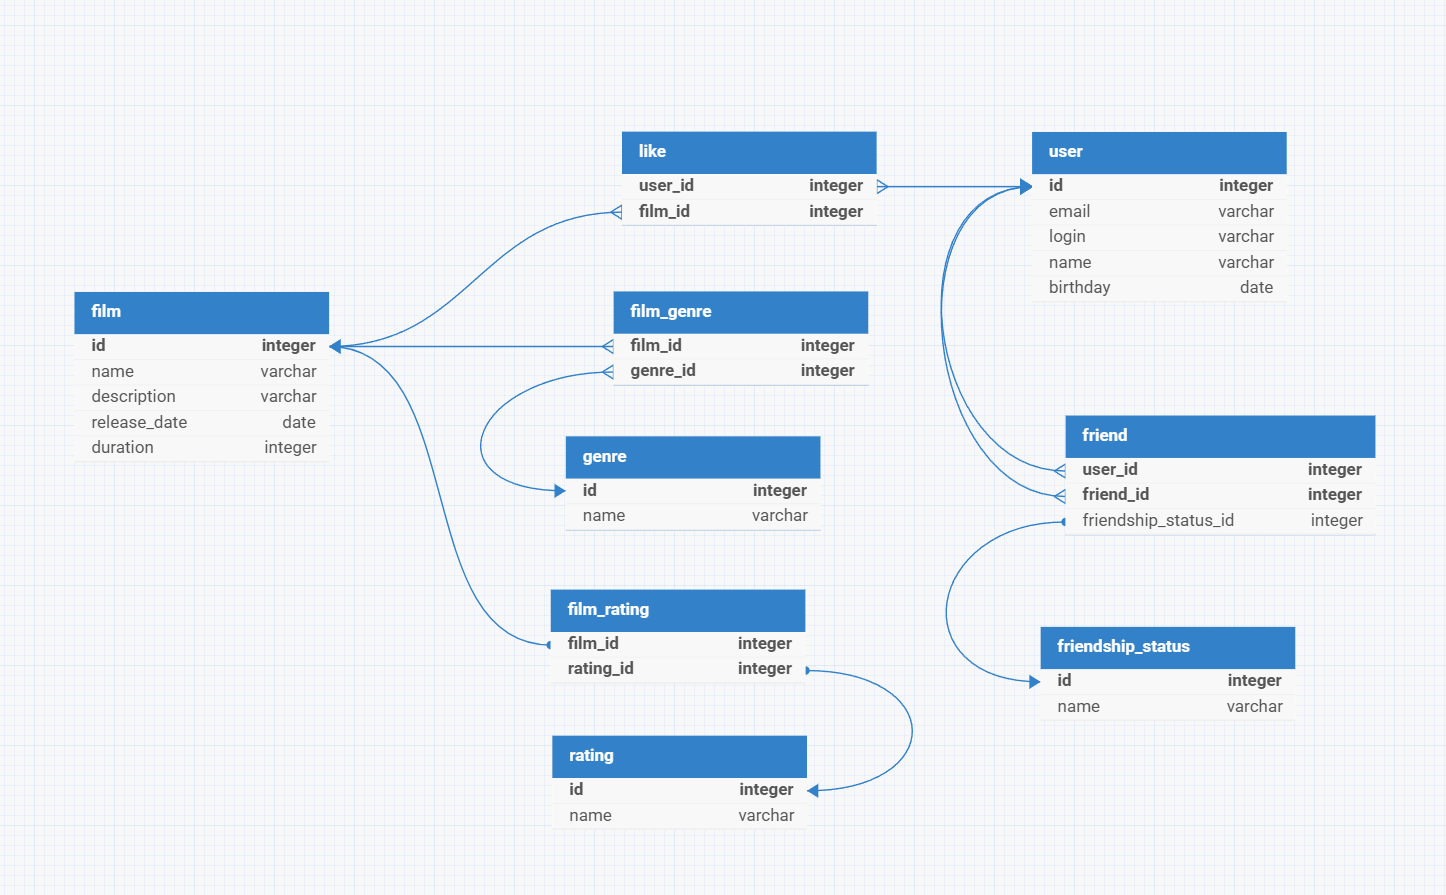 like
user_id integer
film_id integer
user
id integer
email varchar
login varchar
name varchar
birthday date
film
id integer
name varchar
description varchar
release_date date
duration integer
film_genre
film_id integer
genre_id integer
genre
id integer
name varchar
friend
user_id integer
friend_id integer
friendship_status_id integer
film_rating
film_id integer
rating_id integer
friendship_status
id integer
name varchar
rating
id integer
name varchar